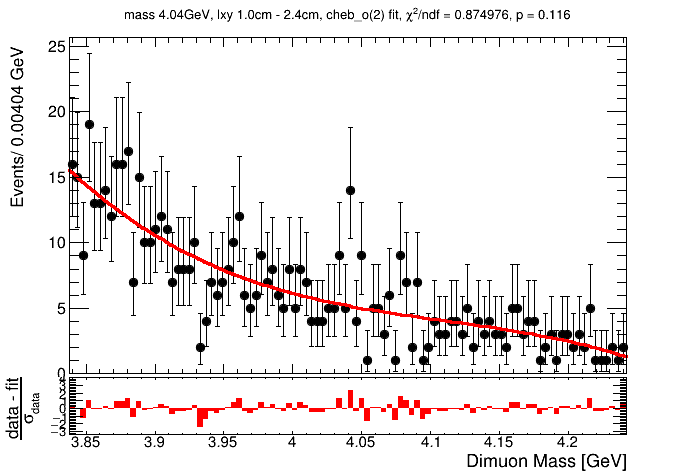 mass 4.04GeV, lxy 1.0cm - 2.4cm, cheb_o(2) fit, χ²/ndf = 0.874976, p = 0.116
Events/ 0.00404 GeV
25
20
15
10
5
0
data - fit
σdata
3.85 3.9 3.95 4 4.05 4.1 4.15 4.2
Dimuon Mass [GeV]